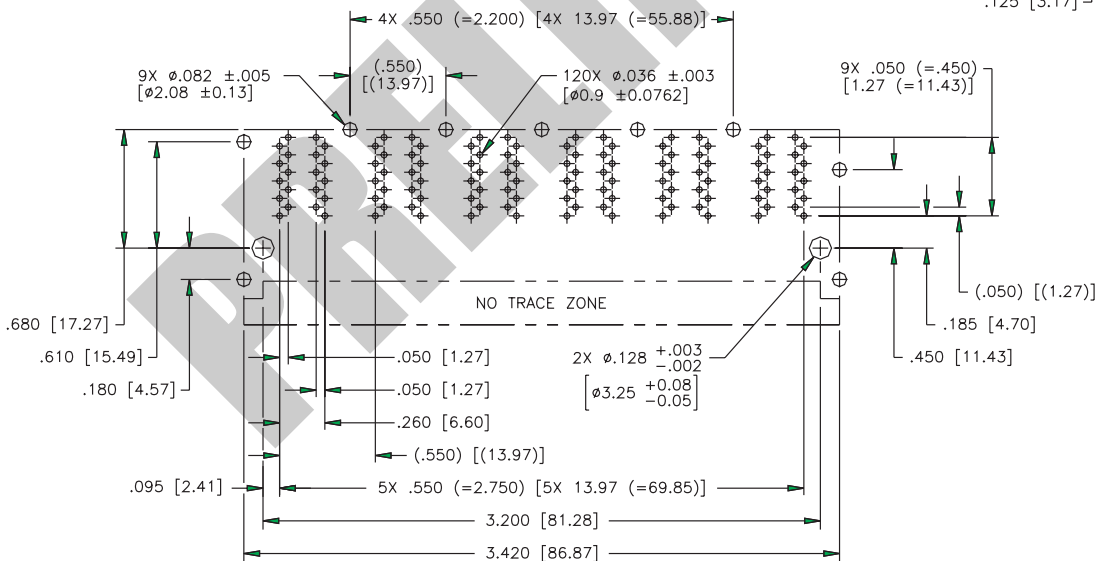 .125 [3.17]
4X .550 (=2.200) [4X 13.97 (=55.88)]
9X ø.082 ±.005
[ø2.08 ±0.13]
(.550)
[(13.97)]
120X ø.036 ±.003
[ø0.9 ±0.0762]
9X .050 (=.450)
[1.27 (=11.43)]
NO TRACE ZONE
(.050) [(1.27)]
.185 [4.70]
.450 [11.43]
.680 [17.27]
.610 [15.49]
.180 [4.57]
.050 [1.27]
.050 [1.27]
.260 [6.60]
(.550) [(13.97)]
2X ø.128 +.003
-.002
[ø3.25 +0.08
-0.05]
.095 [2.41]
5X .550 (=2.750) [5X 13.97 (=69.85)]
3.200 [81.28]
3.420 [86.87]